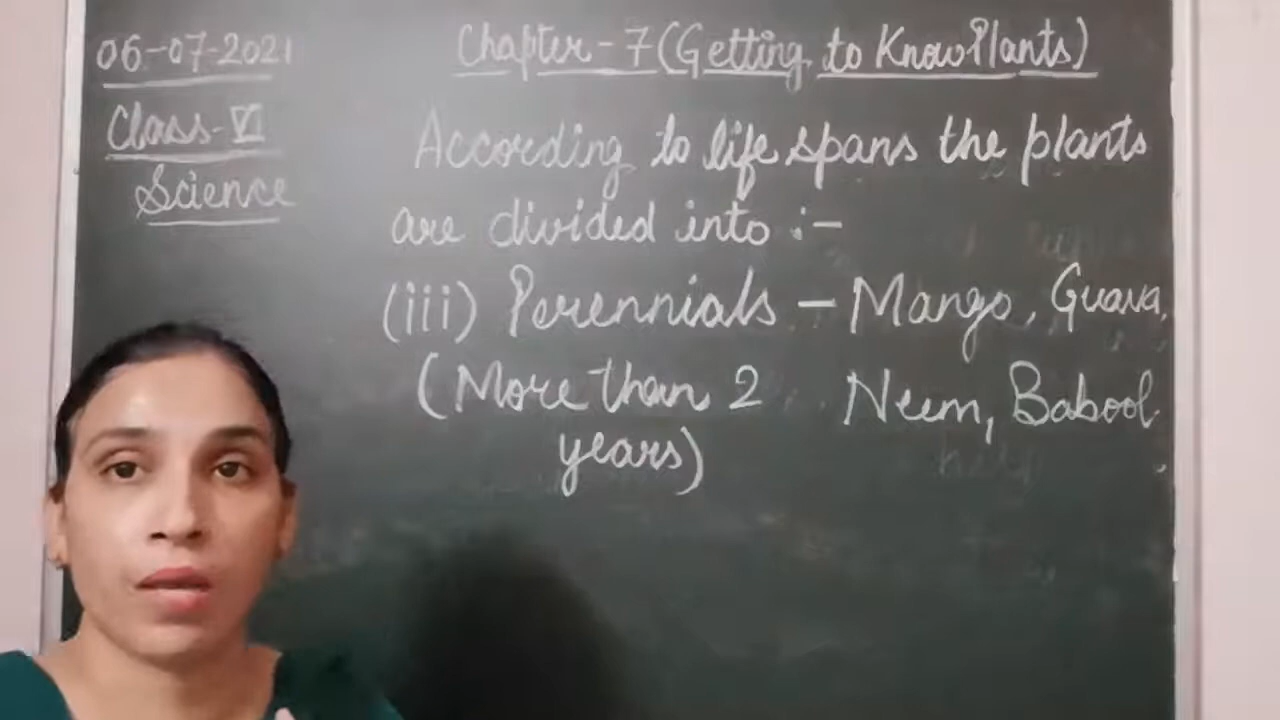 06-07-2021
Class-VI
Science
Chapter-7 (Getting to Know Plants)
According to life spans the plants
are divided into :-
(iii) Perennials - Mango, Guava,
(More than 2 Neem, Babool
years)